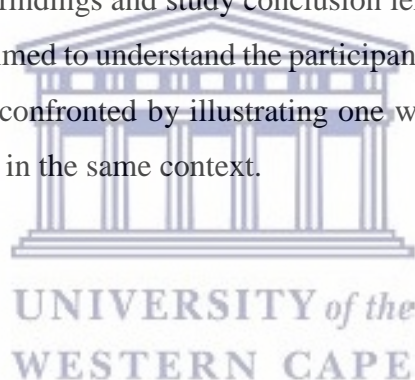 findings and study conclusion
med to understand the participan
confronted by illustrating one w
in the same context.
UNIVERSITY of the
WESTERN CAPE